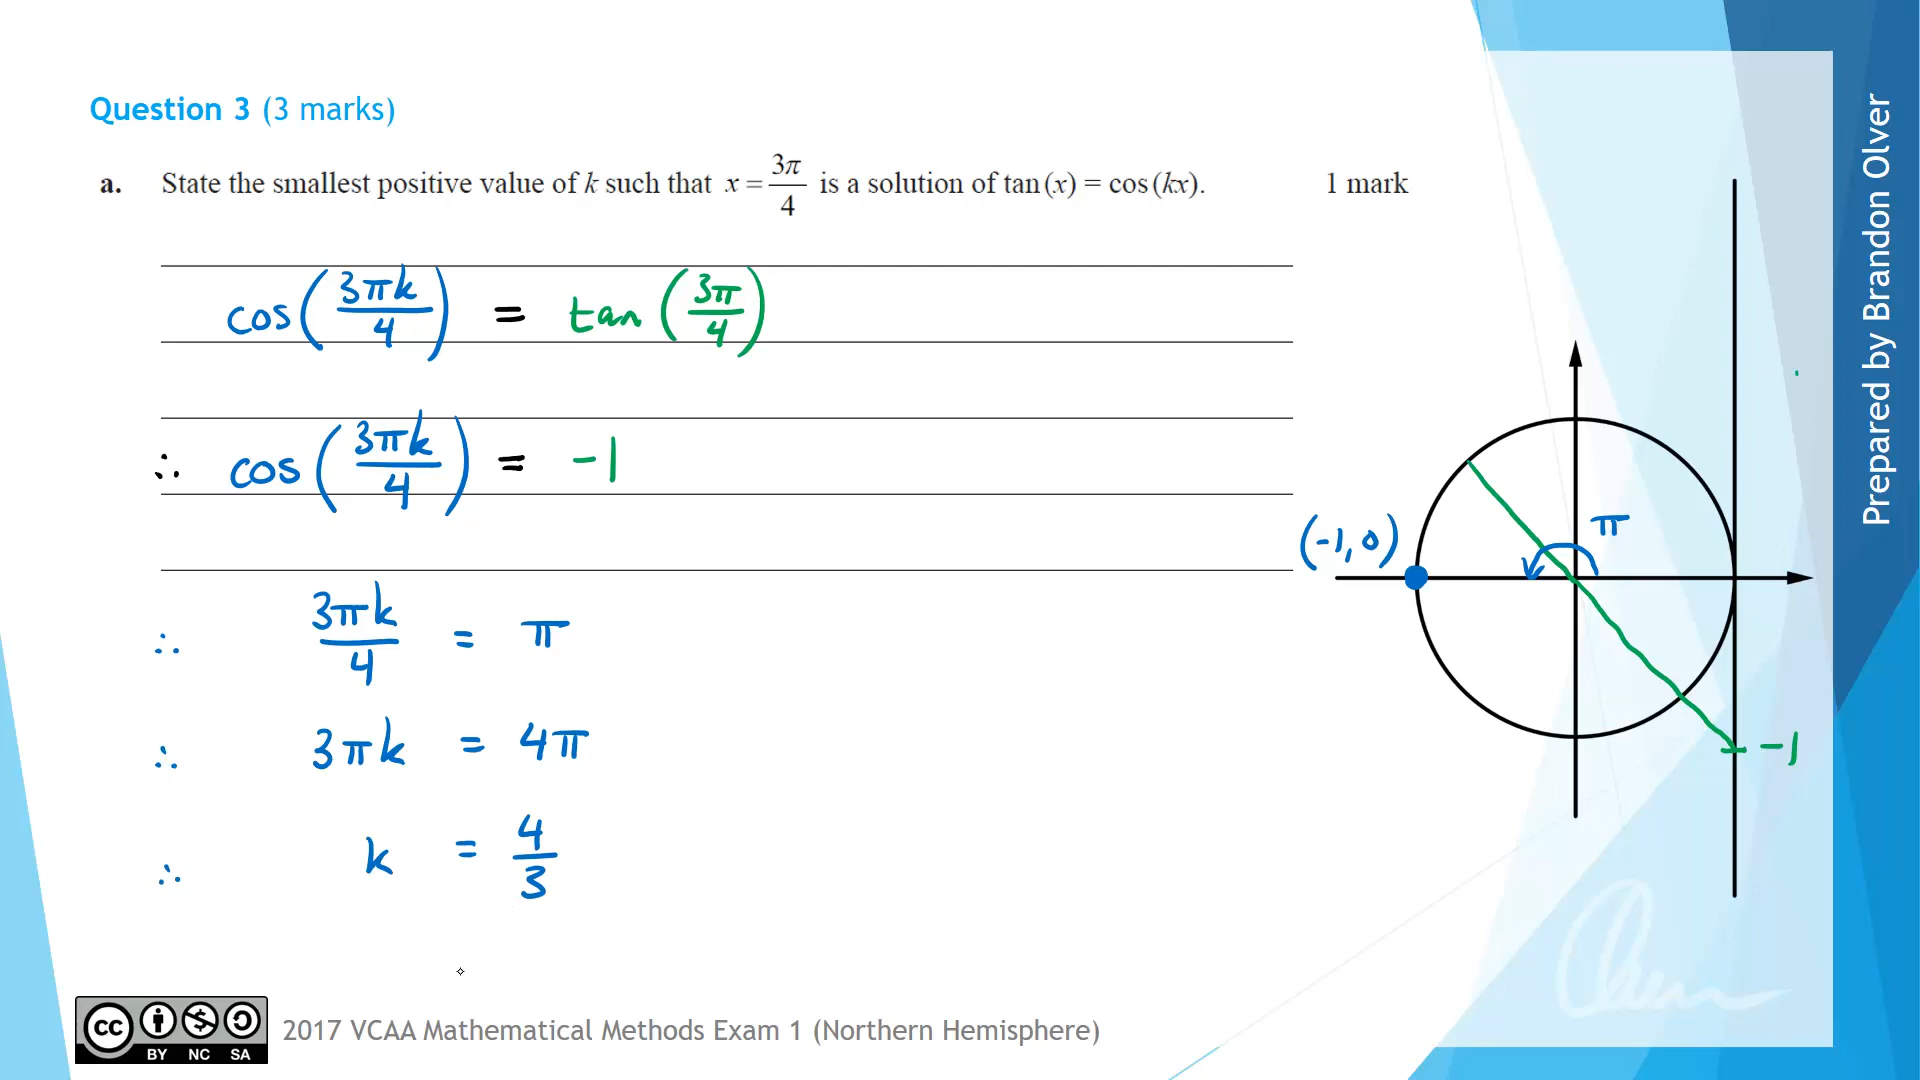 Question 3 (3 marks)
a. State the smallest positive value of k such that x = 3π/4 is a solution of tan (x) = cos (kx). 1 mark
cos(3πk/4) = tan(3π/4)
∴ cos(3πk/4) = -1
∴ 3πk/4 = π
∴ 3πk = 4π
∴ k = 4/3
(-1, 0)
π
-1
Prepared by Brandon Olver
cc
BY NC SA
2017 VCAA Mathematical Methods Exam 1 (Northern Hemisphere)